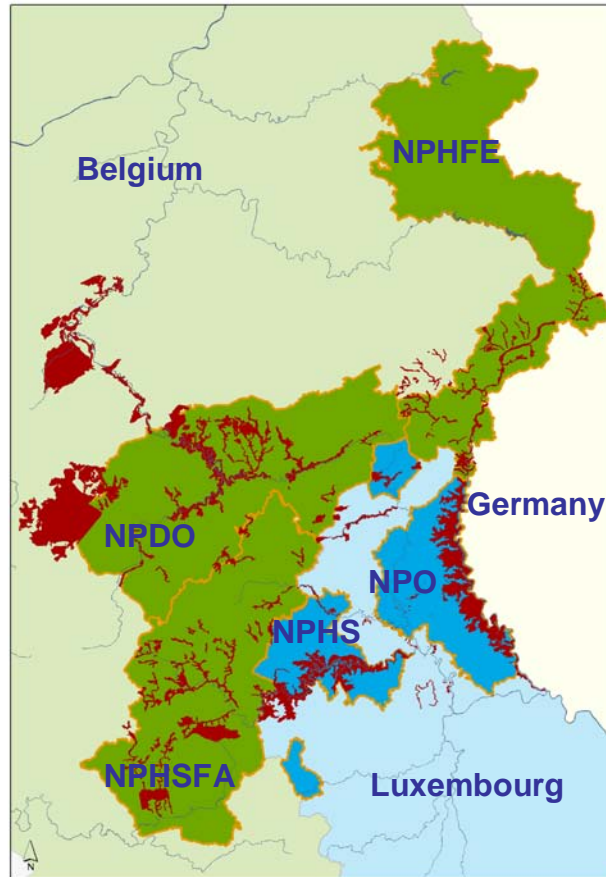 NPHFE
Belgium
Germany
NPDO
NPO
NPHS
NPHSFA
Luxembourg
N